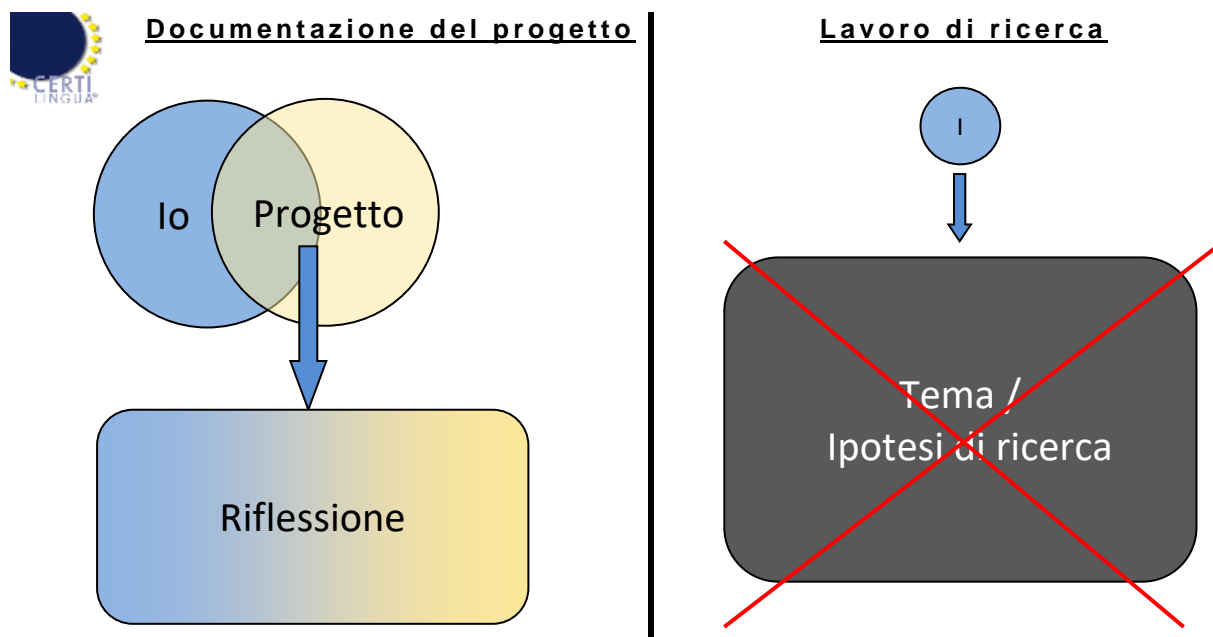 Documentazione del progetto
CERTI
LINGUA®
Io
Progetto
Riflessione
Lavoro di ricerca
I
Tema /
Ipotesi di ricerca